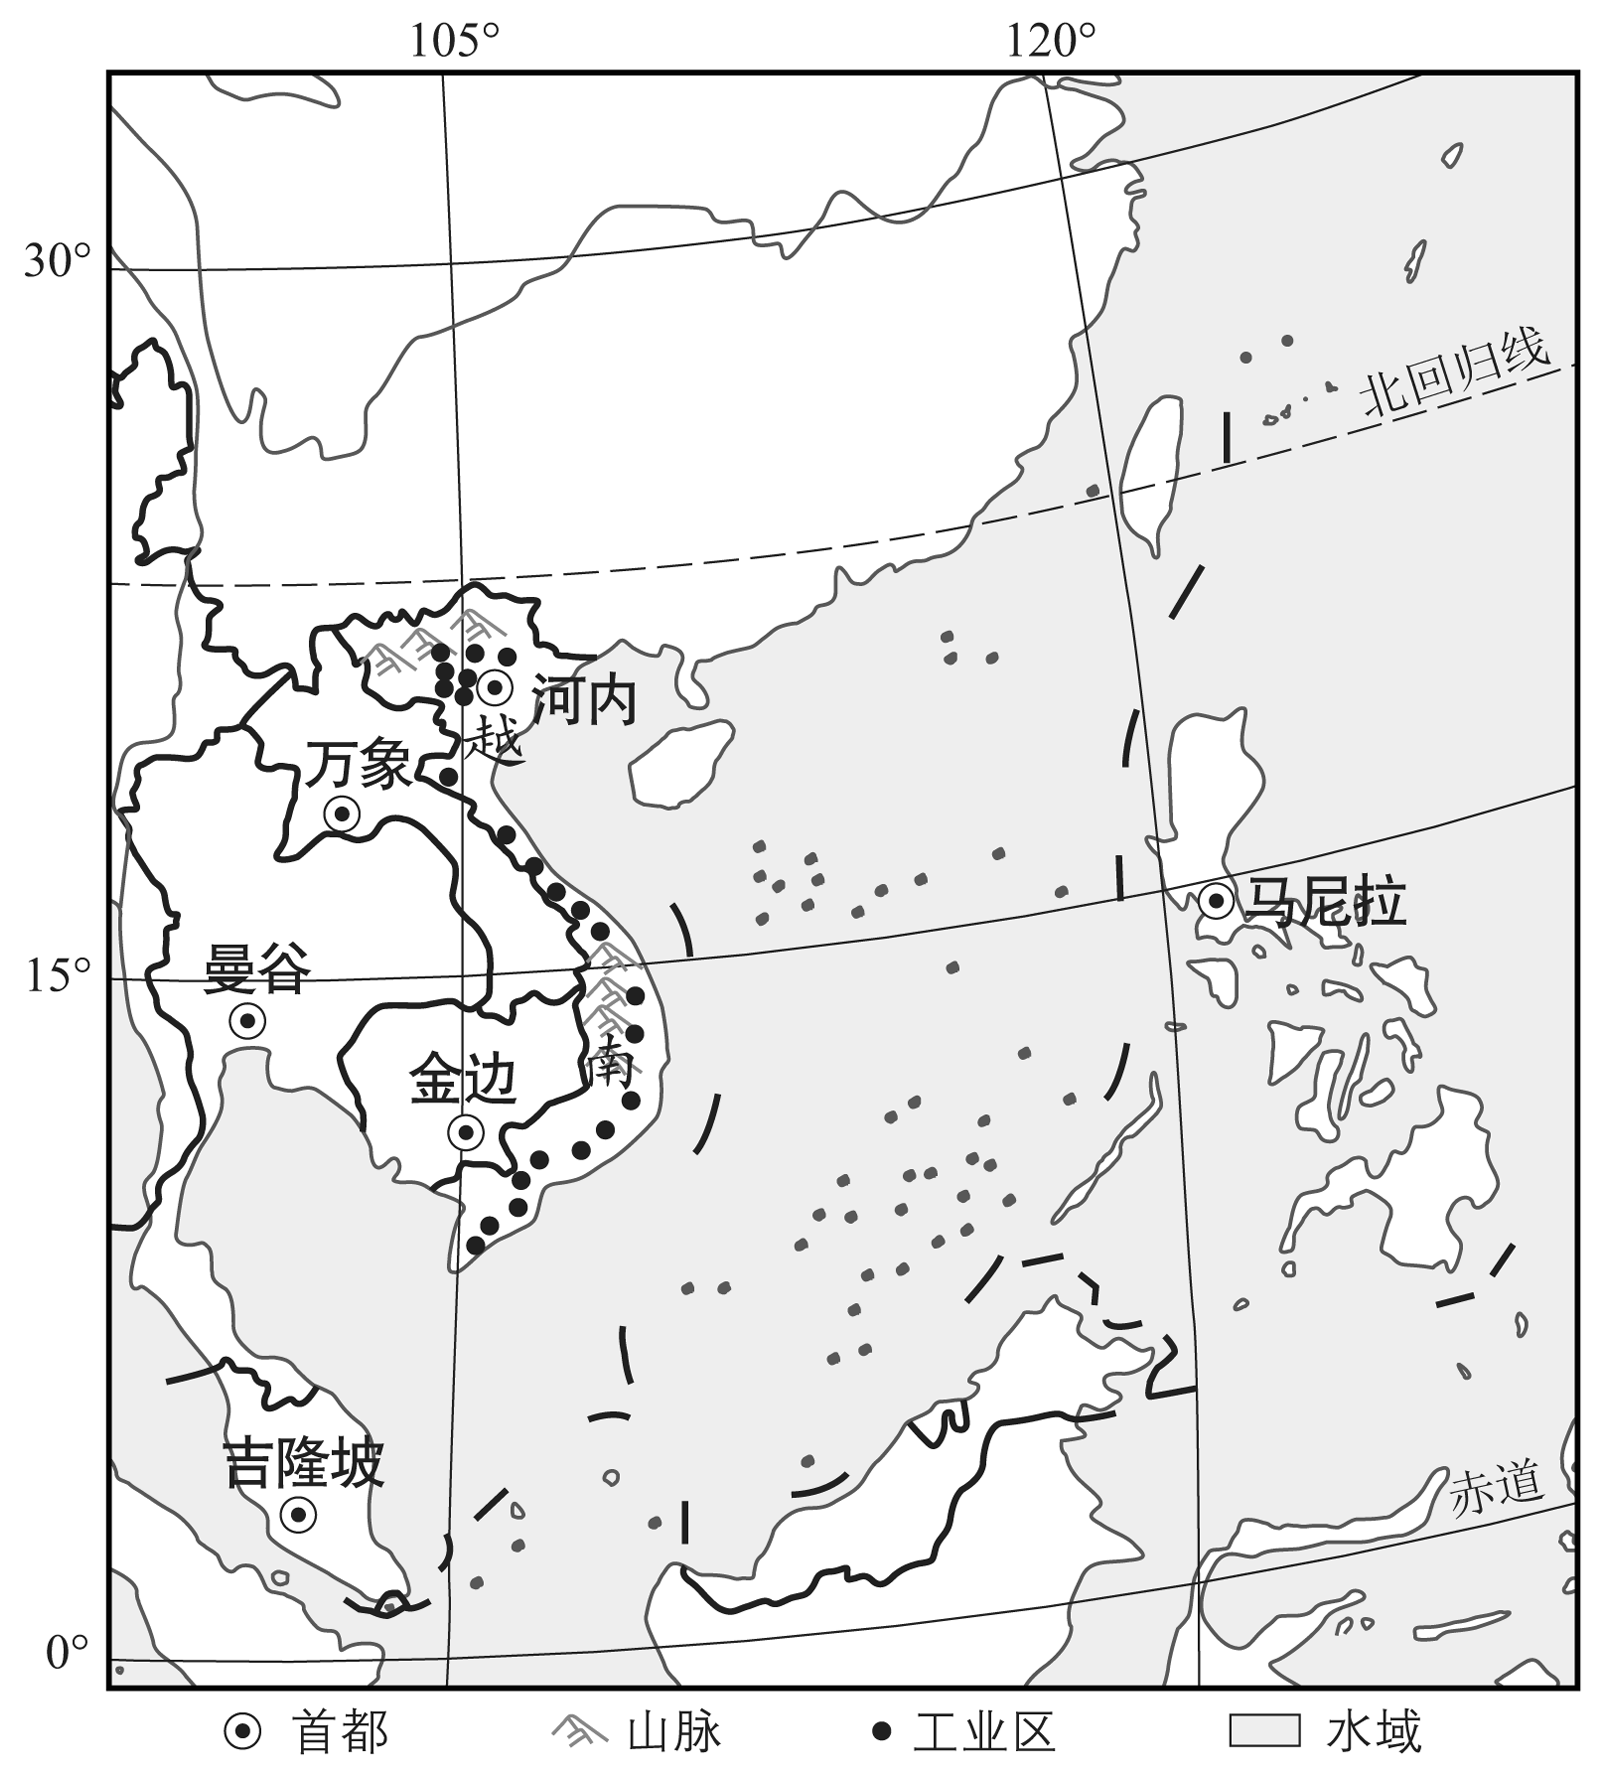 105°
120°
30°
北回归线
河内
越
万象
马尼拉
15°
曼谷
南
金边
吉隆坡
赤道
0°
首都
山脉
工业区
水域